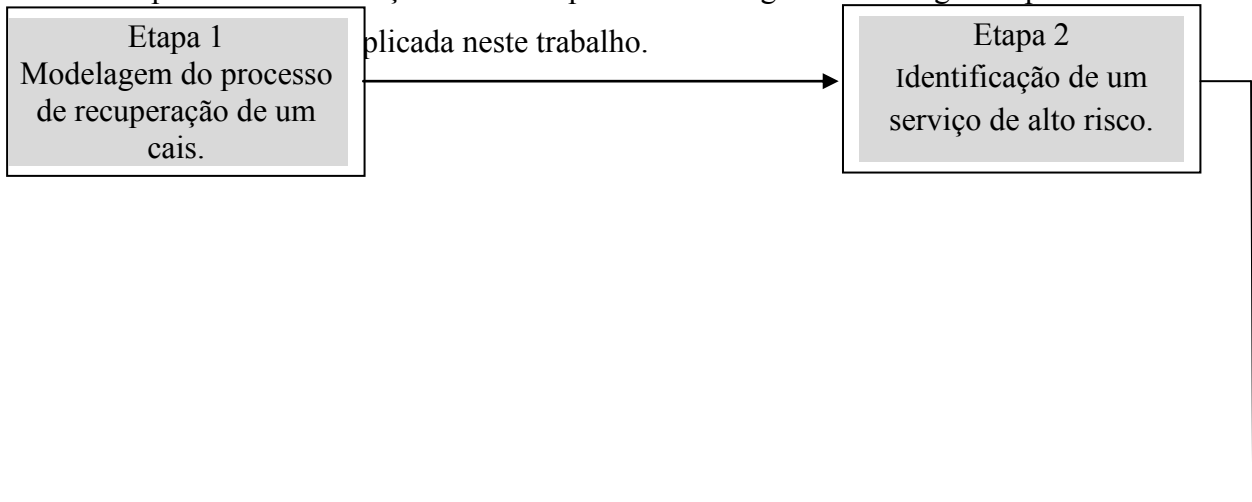 Etapa 1
Modelagem do processo
de recuperação de um
cais.
plicada neste trabalho.
Etapa 2
Identificação de um
serviço de alto risco.